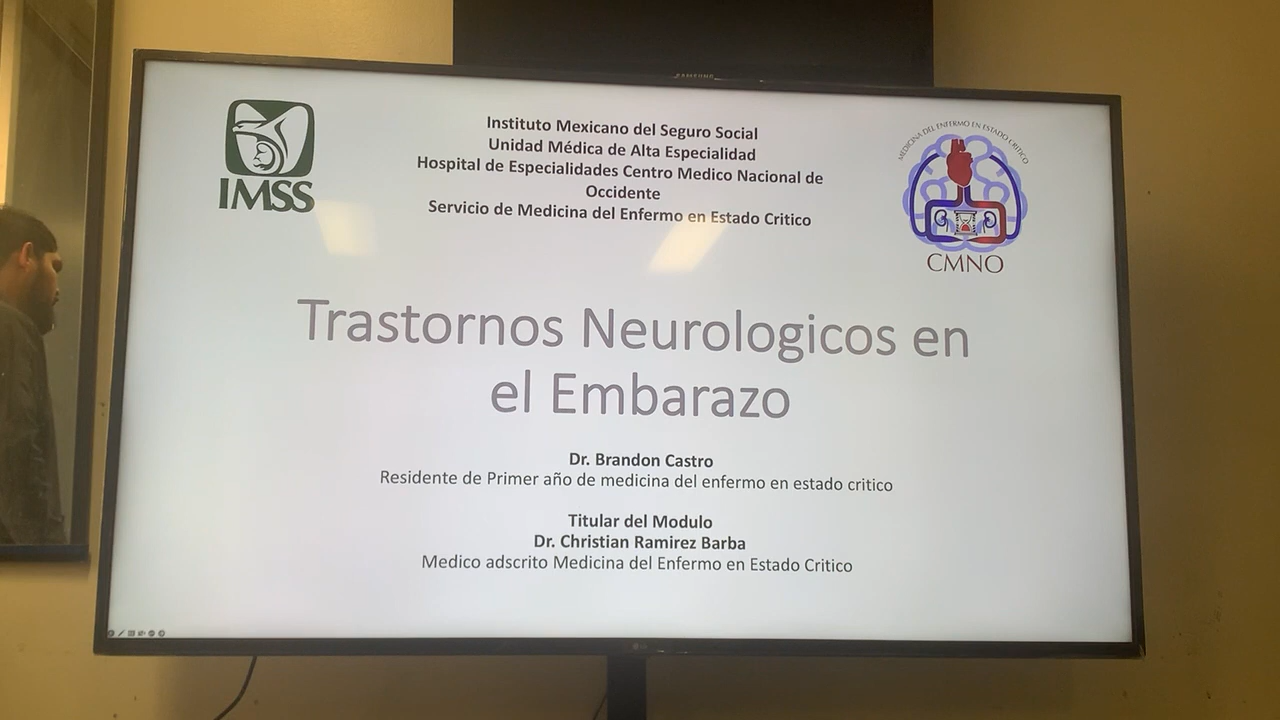 SAMSUNG
Instituto Mexicano del Seguro Social
Unidad Médica de Alta Especialidad
Hospital de Especialidades Centro Medico Nacional de
Occidente
Servicio de Medicina del Enfermo en Estado Critico
IMSS
MEDICINA DEL ENFERMO EN ESTADO CRÍTICO
CMNO
Trastornos Neurologicos en
el Embarazo
Dr. Brandon Castro
Residente de Primer año de medicina del enfermo en estado critico
Titular del Modulo
Dr. Christian Ramirez Barba
Medico adscrito Medicina del Enfermo en Estado Critico
LG